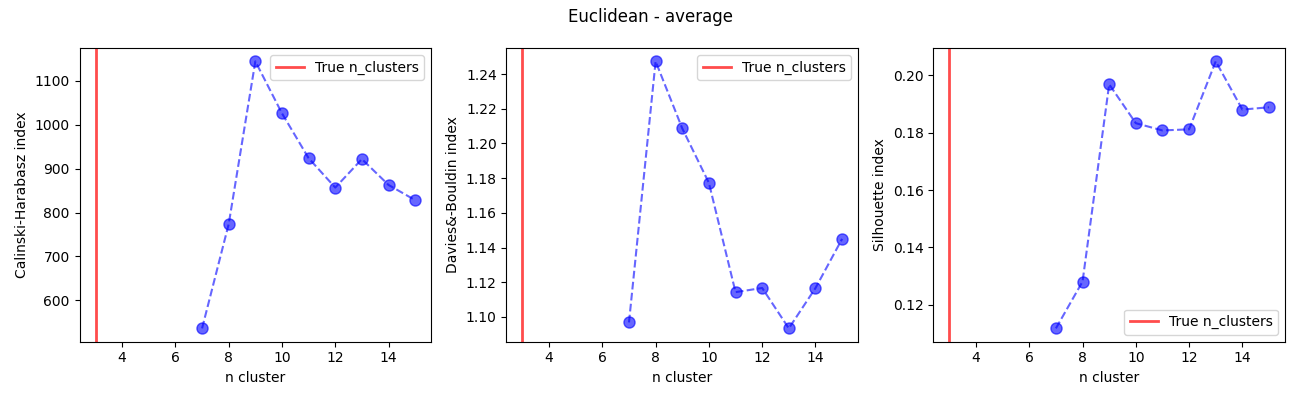 Euclidean - average
Calinski-Harabasz index
1100
1000
900
800
700
600
True n_clusters
4 6 8 10 12 14
n cluster
Davies&-Bouldin index
1.24
1.22
1.20
1.18
1.16
1.14
1.12
1.10
True n_clusters
4 6 8 10 12 14
n cluster
Silhouette index
0.20
0.18
0.16
0.14
0.12
True n_clusters
4 6 8 10 12 14
n cluster